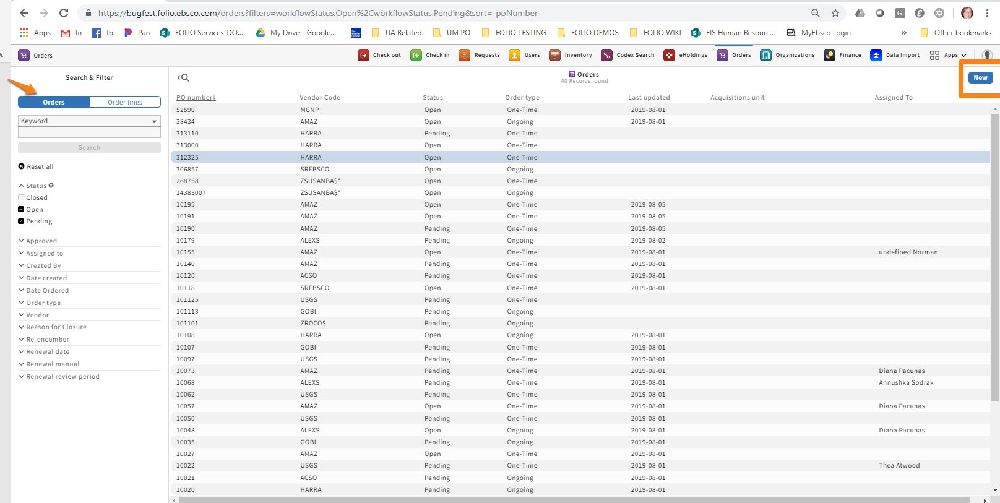 https://bugfest.folio.ebsco.com/orders?filters=workflowStatus.Open%2CworkflowStatus.Pending&sort=-poNumber
Apps In fb Pan FOLIO Services-DO... My Drive - Google... UA Related UM PO FOLIO TESTING FOLIO DEMOS FOLIO WIKI EIS Human Resourc... MyEbsco Login » Other bookmarks
Orders Check out Check in Requests Users Inventory Codex Search eHoldings Orders Organizations Finance Data Import Apps
Search & Filter
Orders
40 Records found
New
Orders Order lines
Keyword
Search
Reset all
Status
Closed
Open
Pending
Approved
Assigned to
Created By
Date created
Date Ordered
Order type
Vendor
Reason for Closure
Re-encumber
Renewal date
Renewal manual
Renewal review period
PO number↓ Vendor Code Status Order type Last updated Acquisitions unit Assigned To
52590 MGNP Open One-Time 2019-08-01
38434 AMAZ Open Ongoing 2019-08-01
313110 HARRA Pending One-Time
313000 HARRA Open One-Time
312325 HARRA Open One-Time
306857 SREBSCO Open Ongoing
268758 ZSUSANBA$* Open One-Time
14383007 ZSUSANBA$* Open Ongoing
10195 AMAZ Open One-Time 2019-08-05
10191 AMAZ Open One-Time 2019-08-05
10190 AMAZ Pending One-Time 2019-08-05
10179 ALEXS Pending Ongoing 2019-08-02
10155 AMAZ Open One-Time 2019-08-01 undefined Norman
10140 AMAZ Pending One-Time 2019-08-01
10120 ACSO Pending One-Time 2019-08-01
10118 SREBSCO Open One-Time 2019-08-01
101125 USGS Pending One-Time
101113 GOBI Pending Ongoing
101101 ZROCO$ Pending Ongoing
10108 HARRA Open Ongoing 2019-08-01
10107 GOBI Pending One-Time 2019-08-01
10097 USGS Pending One-Time 2019-08-01
10073 AMAZ Pending One-Time 2019-08-01 Diana Pacunas
10068 ALEXS Pending One-Time 2019-08-01 Annushka Sodrak
10062 USGS Pending One-Time 2019-08-01
10057 AMAZ Open One-Time 2019-08-01 Diana Pacunas
10050 USGS Pending One-Time 2019-08-01
10048 ALEXS Open Ongoing 2019-08-01 Diana Pacunas
10035 GOBI Pending Ongoing 2019-08-01
10027 AMAZ Open One-Time 2019-08-01
10022 USGS Pending One-Time 2019-08-01 Thea Atwood
10021 ACSO Pending Ongoing 2019-08-01
10020 HARRA Pending Ongoing 2019-08-01